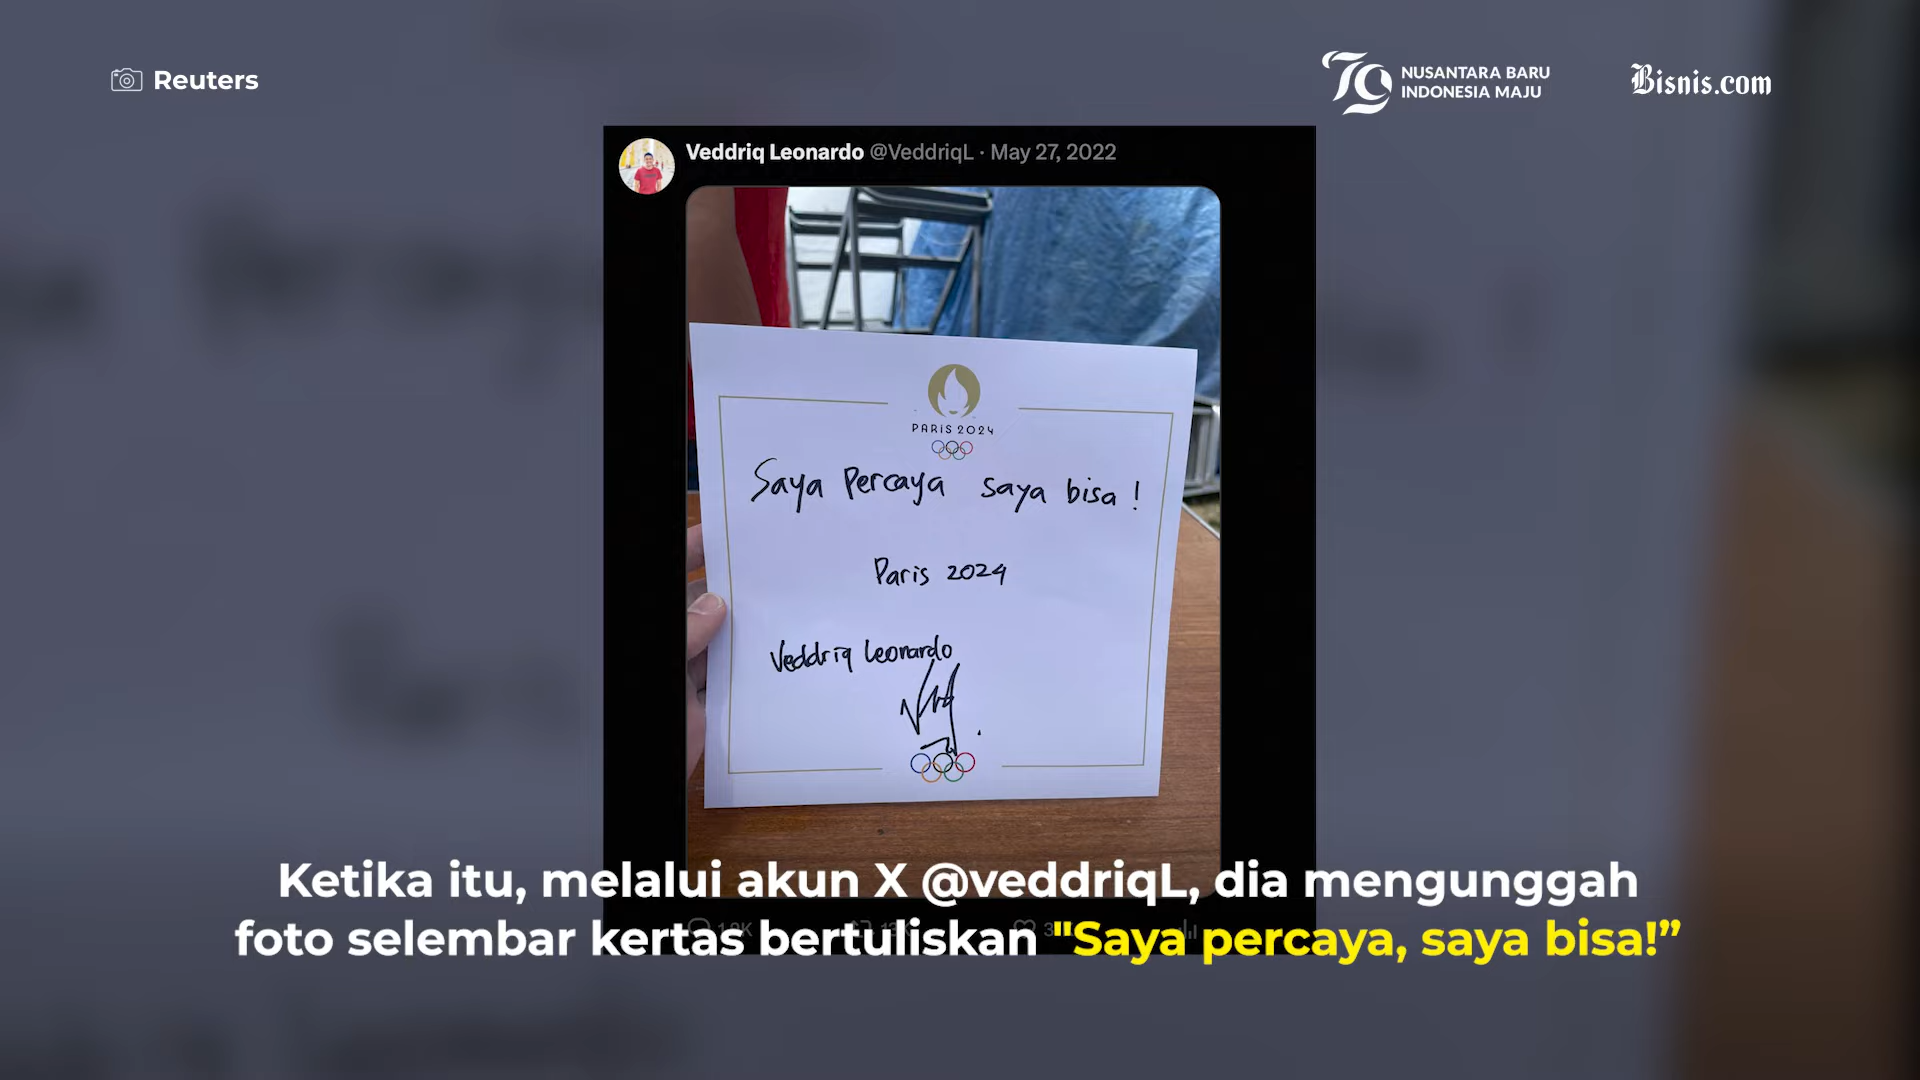 Reuters
79 NUSANTARA BARU
INDONESIA MAJU
Bisnis.com
Veddriq Leonardo @VeddriqL · May 27, 2022
PARIS 2024
Saya Percaya saya bisa !
Paris 2024
Veddriq Leonardo
Ketika itu, melalui akun X @veddriqL, dia mengunggah
foto selembar kertas bertuliskan "Saya percaya, saya bisa!”